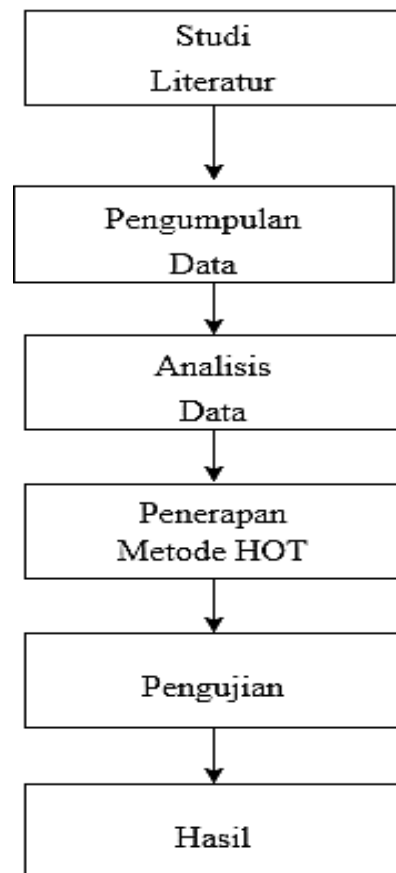 Studi
Literatur
Pengumpulan
Data
Analisis
Data
Penerapan
Metode HOT
Pengujian
Hasil